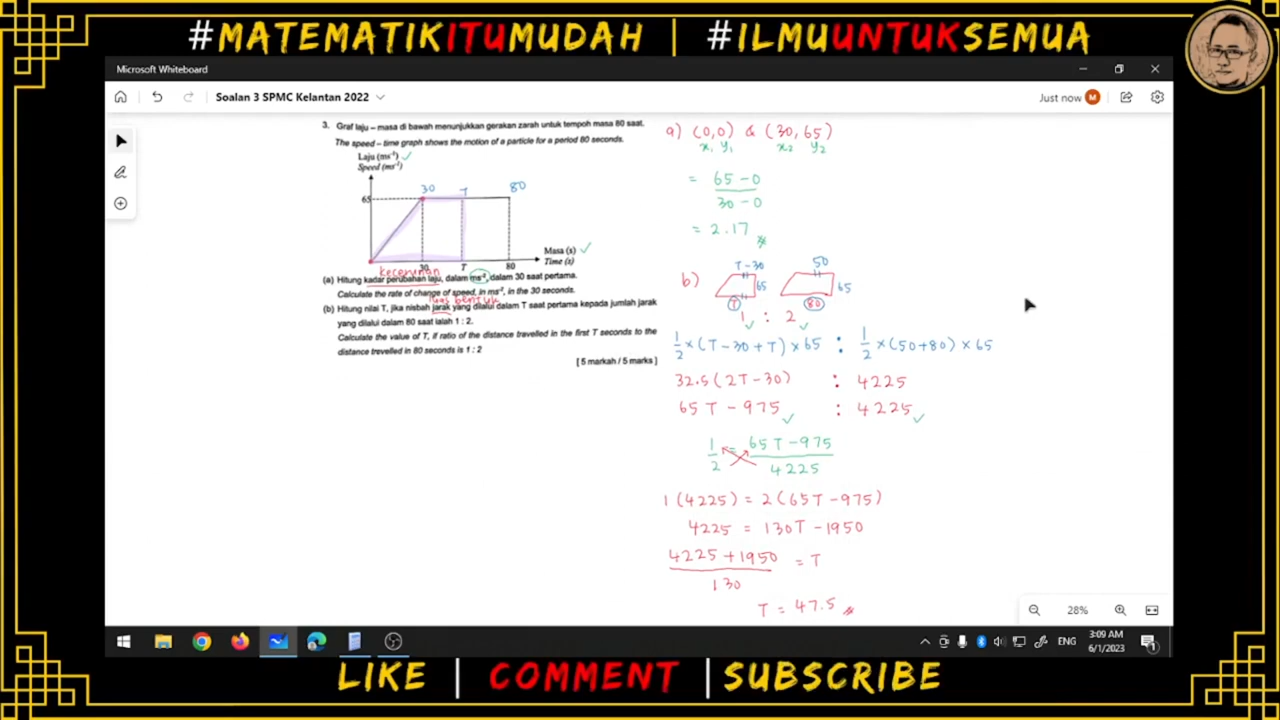 #MATEMATIKITUMUDAH | #ILMUUNTUKSEMUA
Microsoft Whiteboard
Soalan 3 SPMC Kelantan 2022
Just now M
3. Graf laju – masa di bawah menunjukkan gerakan zarah untuk tempoh masa 80 saat.
The speed – time graph shows the motion of a particle for a period 80 seconds.
Laju (ms⁻¹) ✓
Speed (ms⁻¹)
30 T 80
65
Masa (s) ✓
Time (s)
30 T 80
kecerunan
(a) Hitung kadar perubahan laju, dalam ms⁻², dalam 30 saat pertama.
Calculate the rate of change of speed, in ms⁻², in the 30 seconds.
luas bentuk
(b) Hitung nilai T, jika nisbah jarak yang dilalui dalam T saat pertama kepada jumlah jarak
yang dilalui dalam 80 saat ialah 1 : 2.
Calculate the value of T, if ratio of the distance travelled in the first T seconds to the
distance travelled in 80 seconds is 1 : 2
[ 5 markah / 5 marks ]
a) (0,0) & (30,65)
x₁ y₁ x₂ y₂
= 65 - 0
30 - 0
= 2.17
T-30 50
b) 65 65
T 80
1 : 2
✓ ✓
1/2 × (T - 30 + T) × 65 : 1/2 × (50+80) × 65
32.5 (2T - 30) : 4225
65T - 975 ✓ : 4225 ✓
1/2 = 65T - 975 / 4225
1 (4225) = 2 (65T - 975)
4225 = 130T - 1950
4225 + 1950 / 130 = T
T = 47.5
28%
ENG
3:09 AM
6/1/2023
1
LIKE | COMMENT | SUBSCRIBE